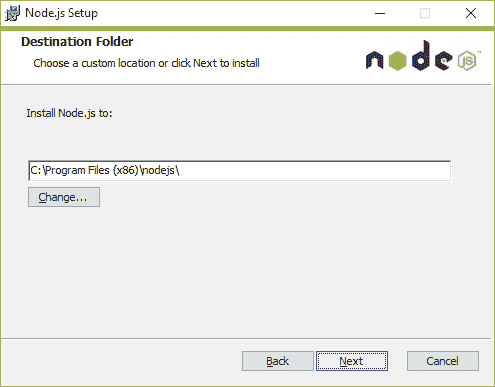 Node.js Setup
Destination Folder
Choose a custom location or click Next to install
node JS™
Install Node.js to:
C:\Program Files (x86)\nodejs\
Change...
Back
Next
Cancel